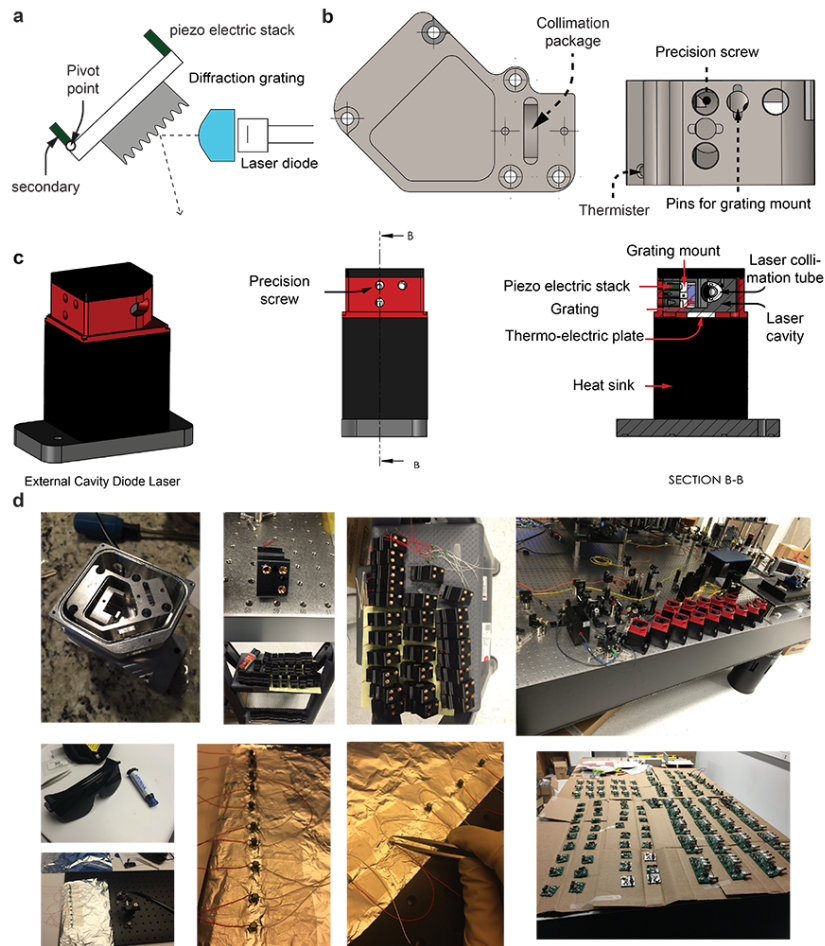 a
piezo electric stack
Pivot
point
Diffraction grating
secondary
Laser diode
b
Collimation
package
Precision screw
Thermister
Pins for grating mount
c
B
Precision
screw
B
External Cavity Diode Laser
Grating mount
Piezo electric stack
Grating
Thermo-electric plate
Heat sink
Laser colli-
mation tube
Laser
cavity
SECTION B-B
d